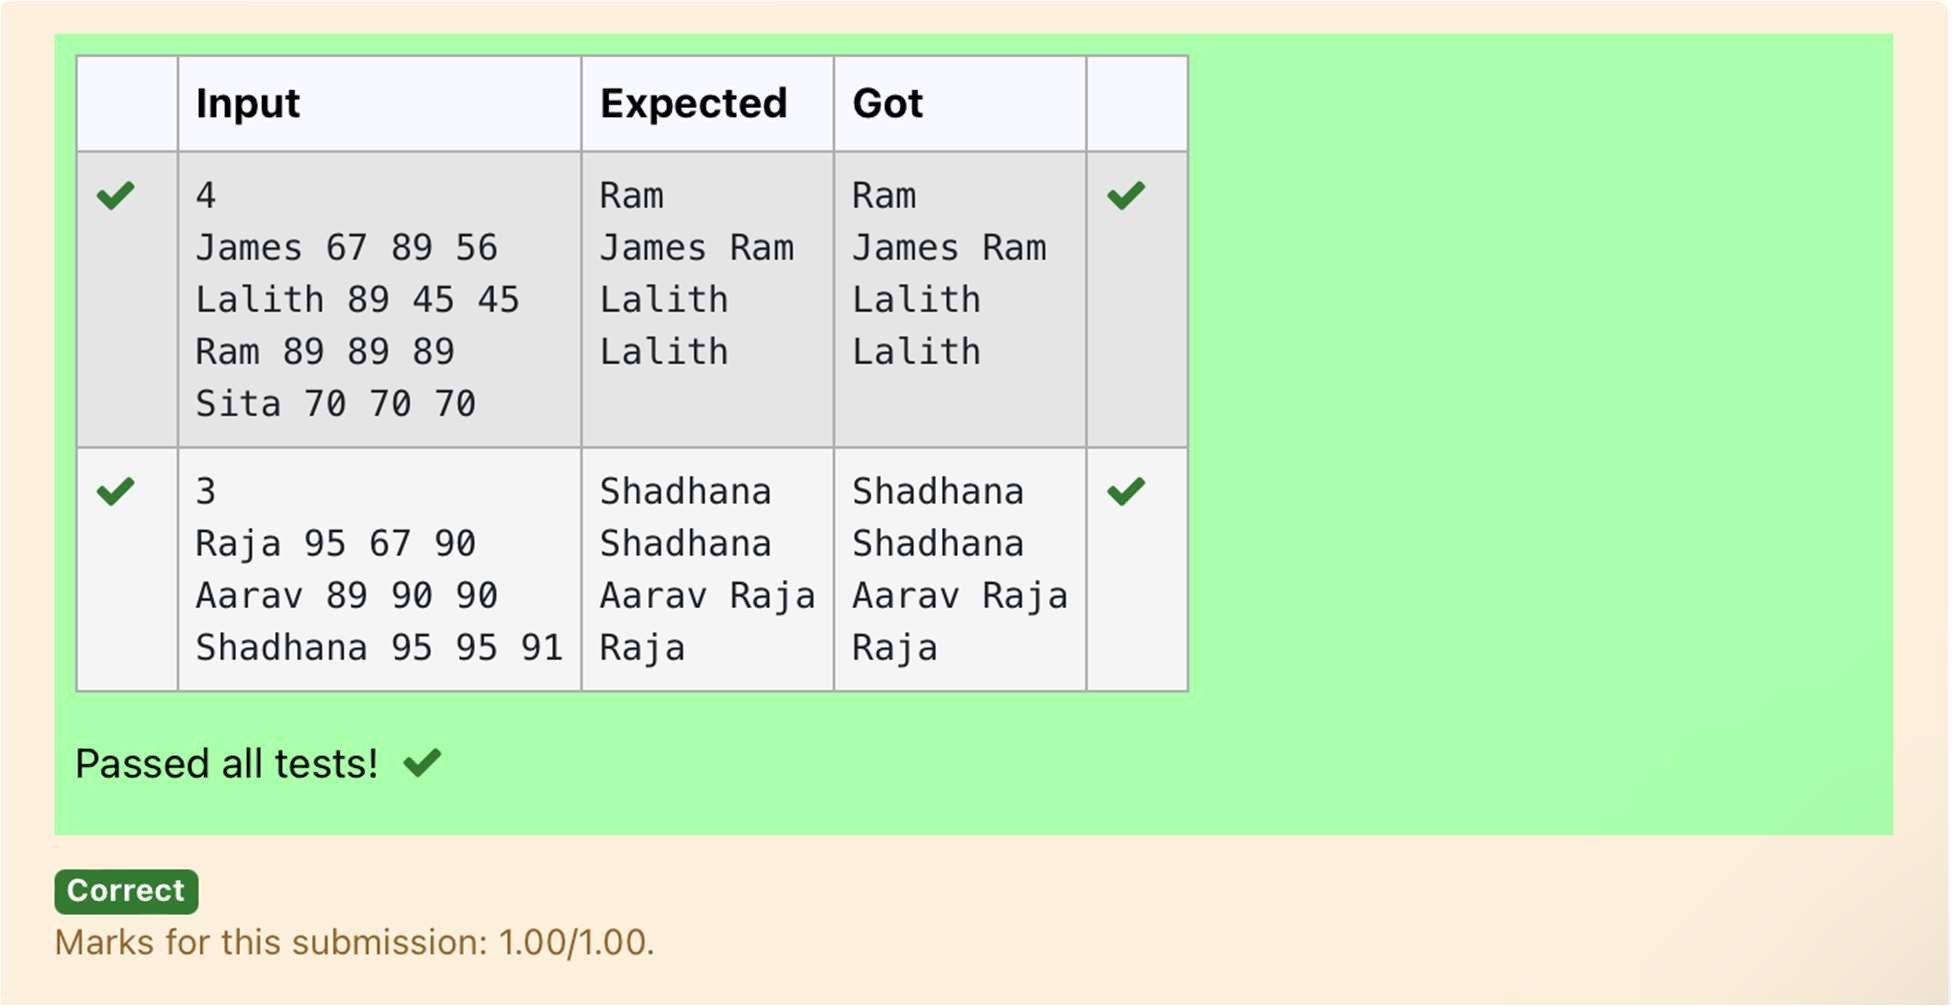 Input Expected Got
4 Ram Ram
James 67 89 56 James Ram James Ram
Lalith 89 45 45 Lalith Lalith
Ram 89 89 89 Lalith Lalith
Sita 70 70 70
3 Shadhana Shadhana
Raja 95 67 90 Shadhana Shadhana
Aarav 89 90 90 Aarav Raja Aarav Raja
Shadhana 95 95 91 Raja Raja
Passed all tests!
Correct
Marks for this submission: 1.00/1.00.